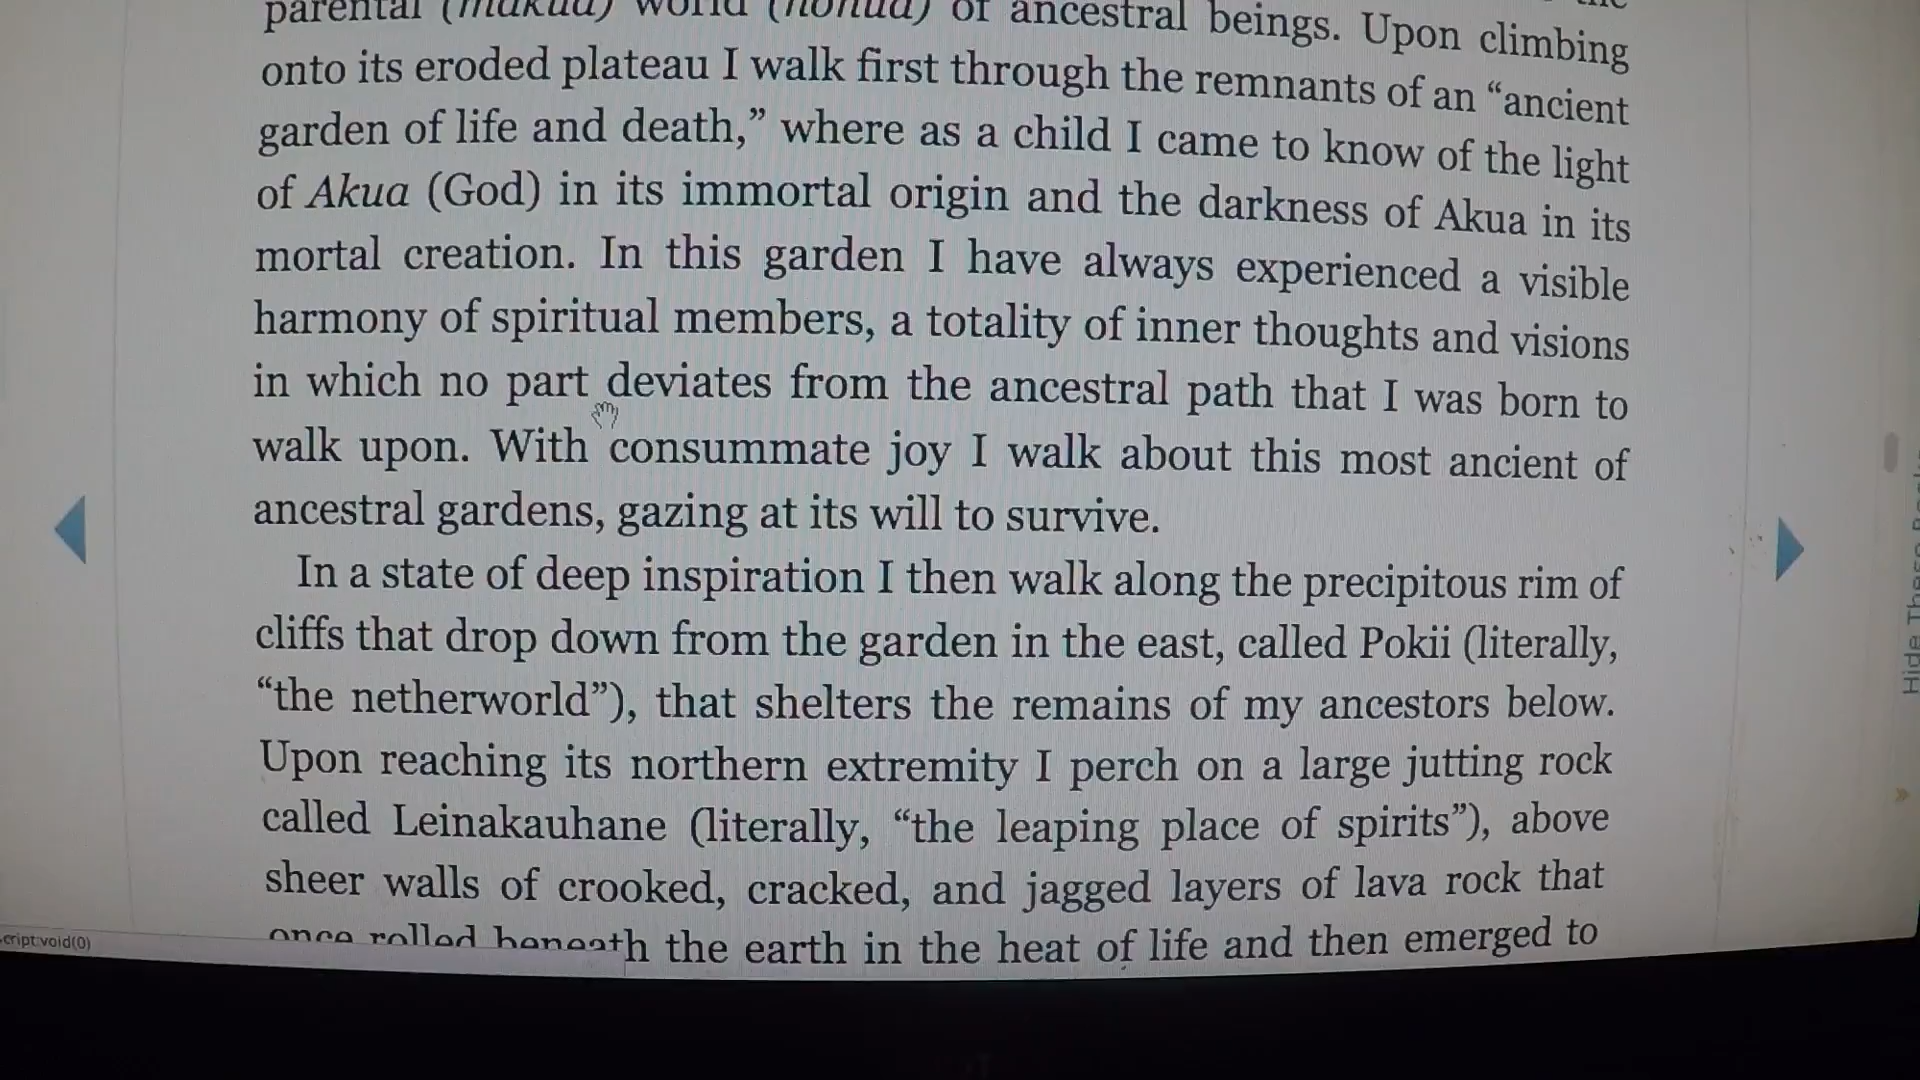 parental (makua) world (honua) of ancestral beings. Upon climbing
onto its eroded plateau I walk first through the remnants of an “ancient
garden of life and death,” where as a child I came to know of the light
of Akua (God) in its immortal origin and the darkness of Akua in its
mortal creation. In this garden I have always experienced a visible
harmony of spiritual members, a totality of inner thoughts and visions
in which no part deviates from the ancestral path that I was born to
walk upon. With consummate joy I walk about this most ancient of
ancestral gardens, gazing at its will to survive.
In a state of deep inspiration I then walk along the precipitous rim of
cliffs that drop down from the garden in the east, called Pokii (literally,
“the netherworld”), that shelters the remains of my ancestors below.
Upon reaching its northern extremity I perch on a large jutting rock
called Leinakauhane (literally, “the leaping place of spirits”), above
sheer walls of crooked, cracked, and jagged layers of lava rock that
once rolled beneath the earth in the heat of life and then emerged to
cript:void(0)
Hide These